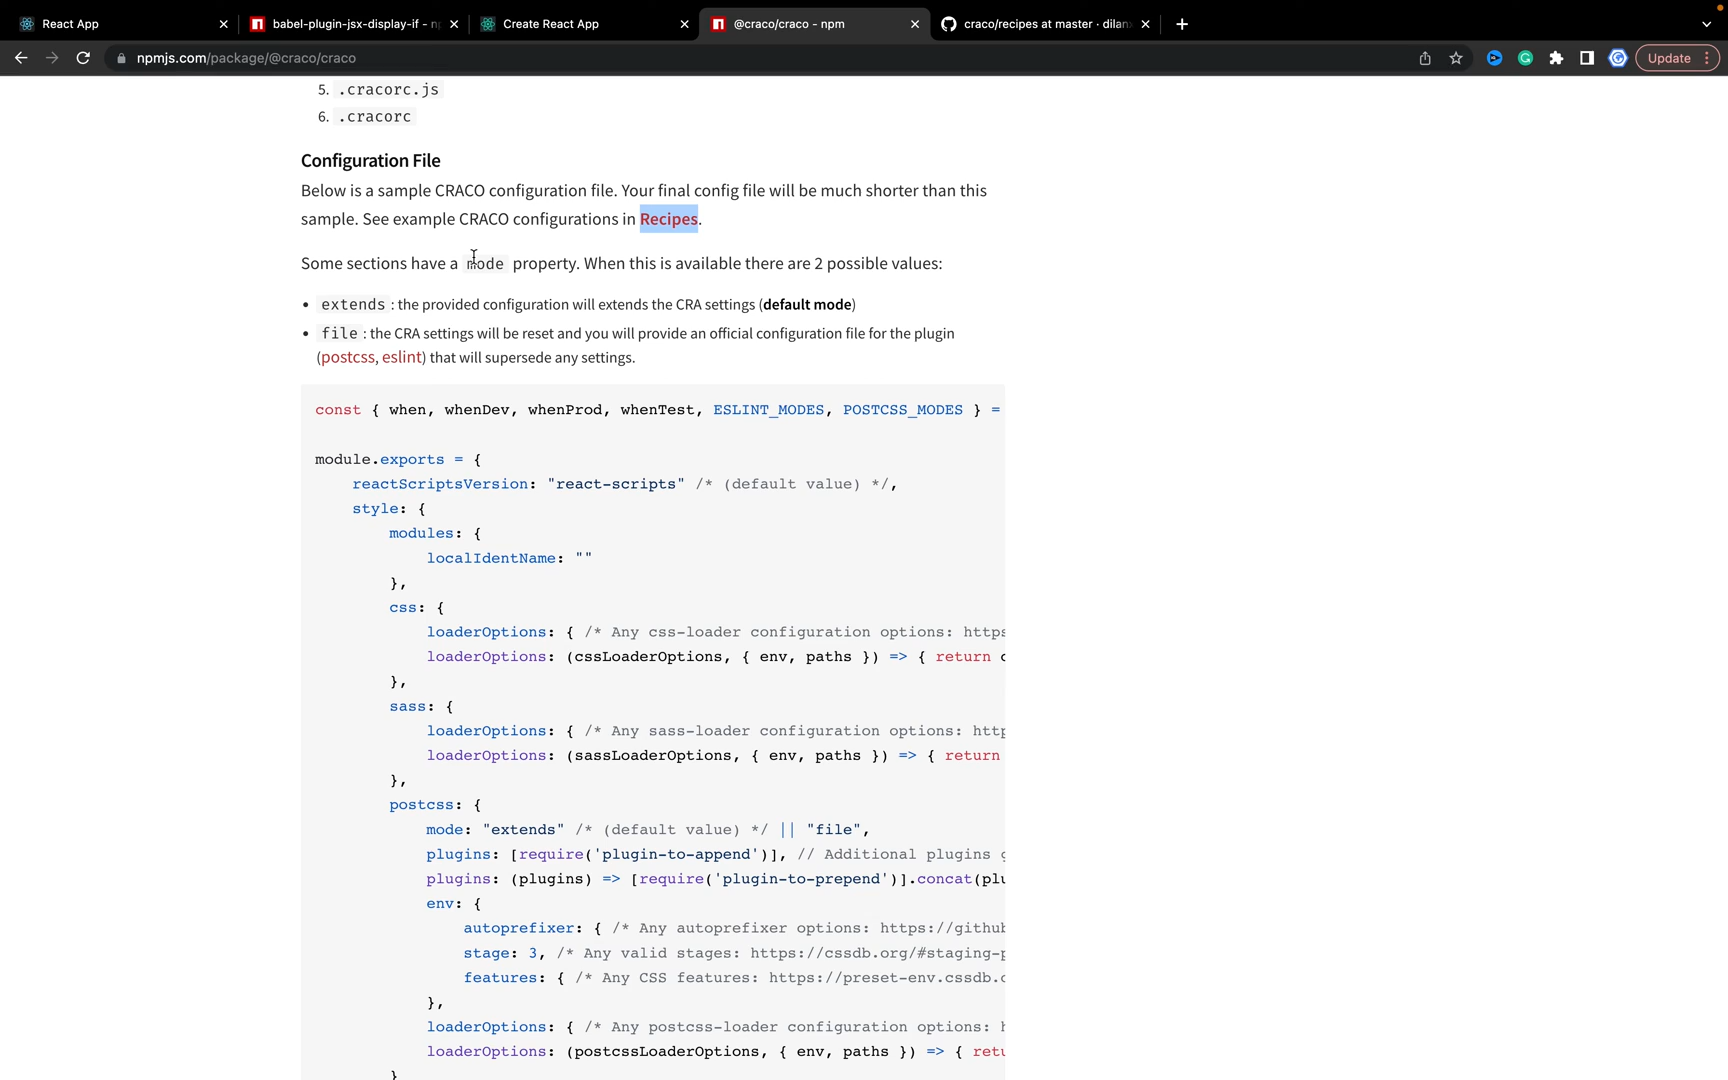 React App
babel-plugin-jsx-display-if - n
Create React App
@craco/craco - npm
craco/recipes at master · dilan
npmjs.com/package/@craco/craco
Update
5. .cracorc.js
6. .cracorc
Configuration File
Below is a sample CRACO configuration file. Your final config file will be much shorter than this
sample. See example CRACO configurations in Recipes.
Some sections have a mode property. When this is available there are 2 possible values:
• extends : the provided configuration will extends the CRA settings (default mode)
• file : the CRA settings will be reset and you will provide an official configuration file for the plugin
(postcss, eslint) that will supersede any settings.
const { when, whenDev, whenProd, whenTest, ESLINT_MODES, POSTCSS_MODES } =
module.exports = {
reactScriptsVersion: "react-scripts" /* (default value) */,
style: {
modules: {
localIdentName: ""
},
css: {
loaderOptions: { /* Any css-loader configuration options: https
loaderOptions: (cssLoaderOptions, { env, paths }) => { return c
},
sass: {
loaderOptions: { /* Any sass-loader configuration options: http
loaderOptions: (sassLoaderOptions, { env, paths }) => { return
},
postcss: {
mode: "extends" /* (default value) */ || "file",
plugins: [require('plugin-to-append')], // Additional plugins g
plugins: (plugins) => [require('plugin-to-prepend')].concat(plu
env: {
autoprefixer: { /* Any autoprefixer options: https://github
stage: 3, /* Any valid stages: https://cssdb.org/#staging-p
features: { /* Any CSS features: https://preset-env.cssdb.o
},
loaderOptions: { /* Any postcss-loader configuration options: h
loaderOptions: (postcssLoaderOptions, { env, paths }) => { retu
}